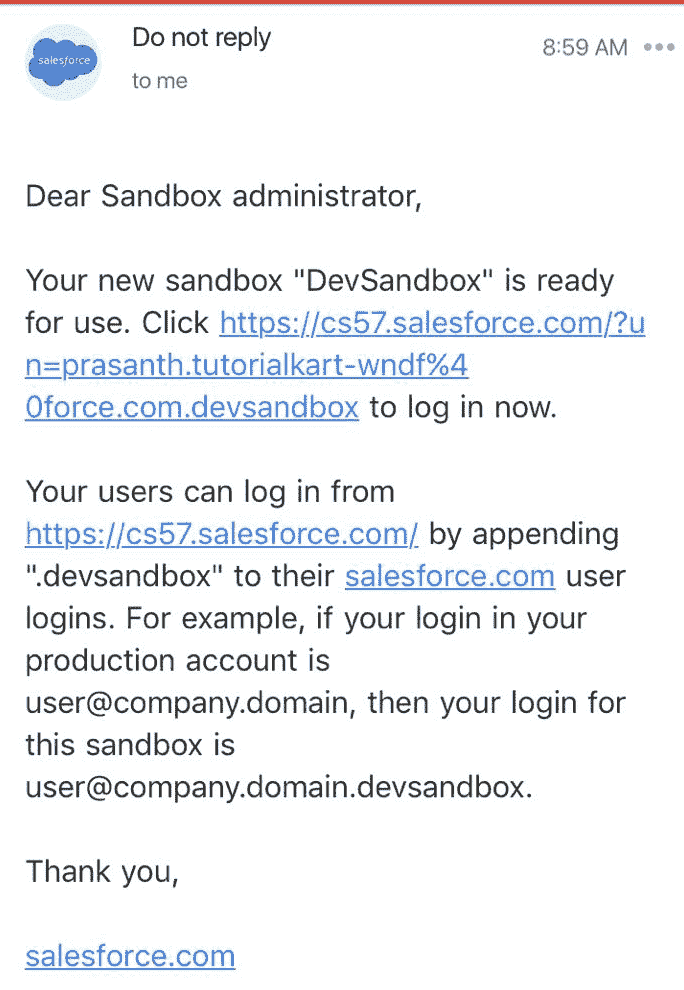 salesforce
Do not reply
8:59 AM
to me
Dear Sandbox administrator,
Your new sandbox "DevSandbox" is ready
for use. Click https://cs57.salesforce.com/?u
n=prasanth.tutorialkart-wndf%4
0force.com.devsandbox to log in now.
Your users can log in from
https://cs57.salesforce.com/ by appending
".devsandbox" to their salesforce.com user
logins. For example, if your login in your
production account is
user@company.domain, then your login for
this sandbox is
user@company.domain.devsandbox.
Thank you,
salesforce.com